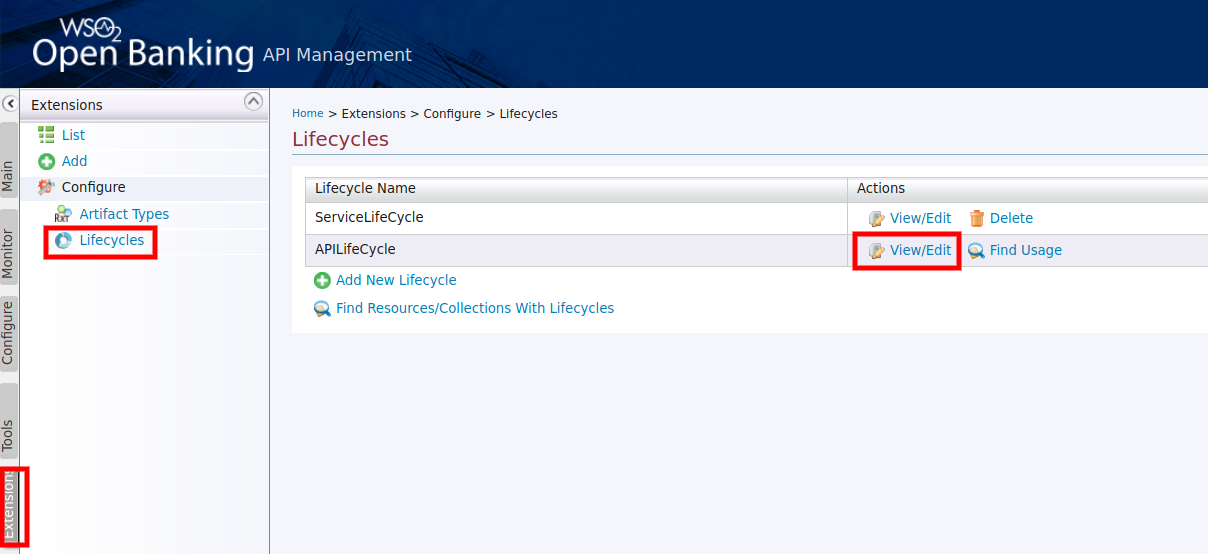 WSO2
Open Banking API Management
Extensions
List
Add
Configure
RXT Artifact Types
Lifecycles
Main
Monitor
Configure
Tools
Extensions
Home > Extensions > Configure > Lifecycles
Lifecycles
Lifecycle Name Actions
ServiceLifeCycle View/Edit Delete
APILifeCycle View/Edit Find Usage
Add New Lifecycle
Find Resources/Collections With Lifecycles